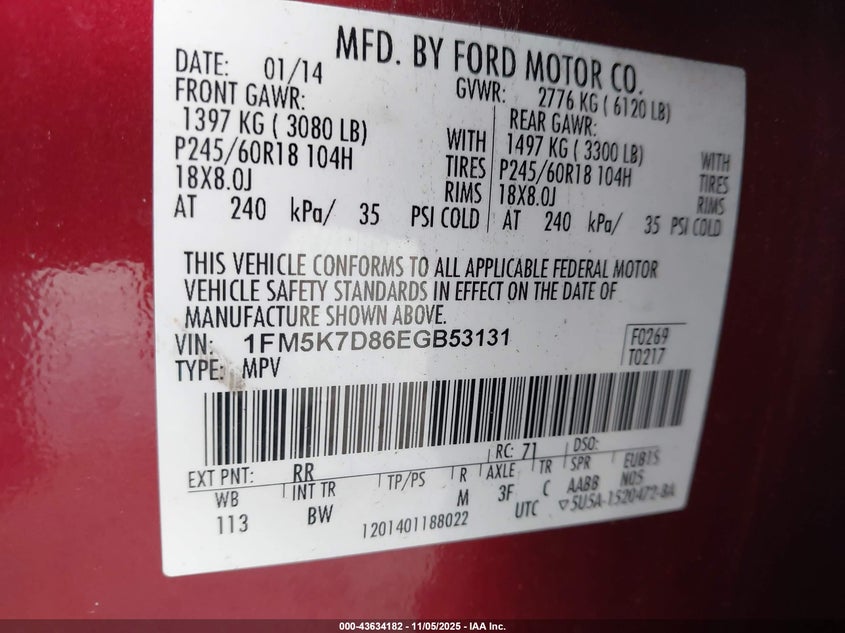 MFD. BY FORD MOTOR CO.
DATE: 01/14
GVWR: 2776 KG ( 6120 LB)
FRONT GAWR:
1397 KG ( 3080 LB)
P245/60R18 104H
18X8.0J
WITH
TIRES
RIMS
AT 240 kPa/ 35 PSI COLD
REAR GAWR:
1497 KG ( 3300 LB)
P245/60R18 104H
18X8.0J
WITH
TIRES
RIMS
AT 240 kPa/ 35 PSI COLD
THIS VEHICLE CONFORMS TO ALL APPLICABLE FEDERAL MOTOR
VEHICLE SAFETY STANDARDS IN EFFECT ON THE DATE OF
MANUFACTURE SHOWN ABOVE.
VIN: 1FM5K7D86EGB53131
TYPE: MPV
F0269
T0217
EXT PNT: RR RC: 71 DSO:
WB INT TR TP/PS R AXLE TR SPR EUB1S
113 BW M 3F C AABB N05
1201401188022 UTC ▽5U5A-1520472-BA
000-43634182 - 11/05/2025 - IAA Inc.